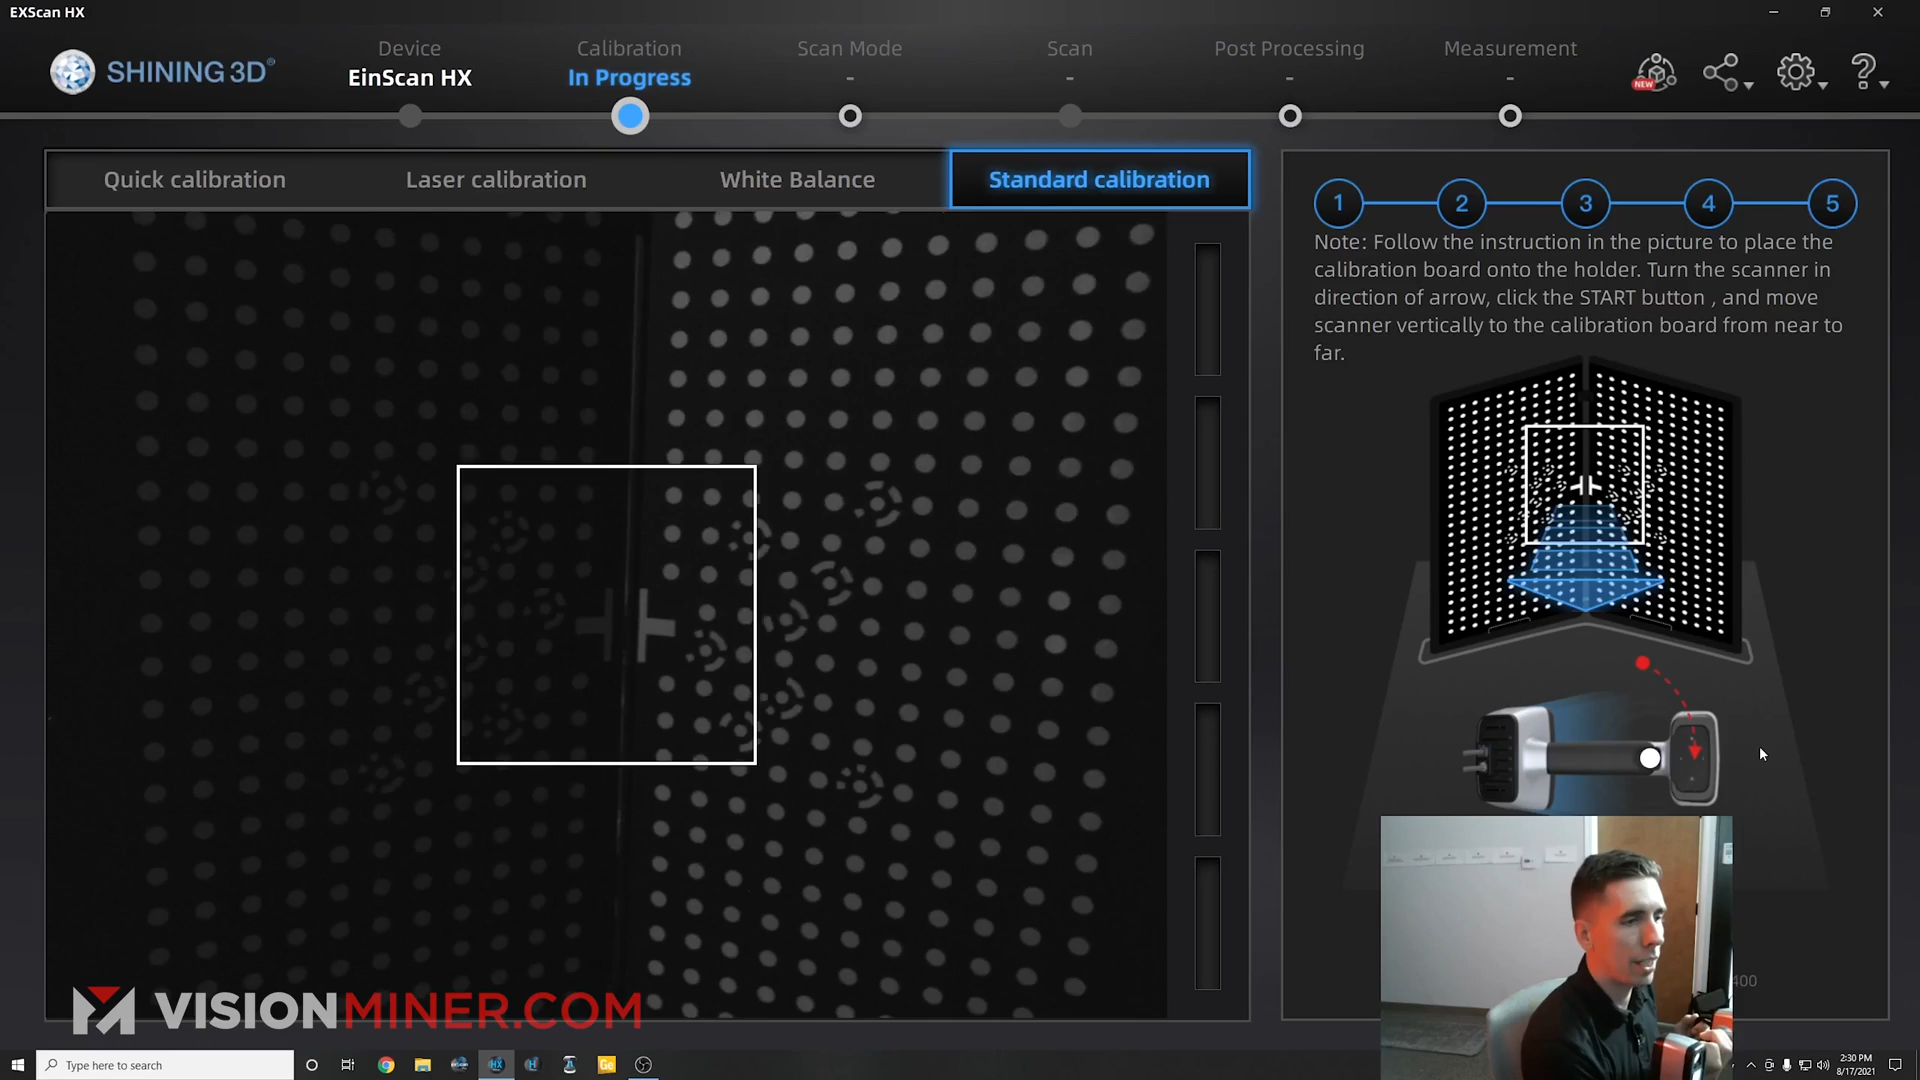 EXScan HX
SHINING 3D®
Device
EinScan HX
Calibration
In Progress
Scan Mode
-
Scan
-
Post Processing
-
Measurement
-
NEW
?
Quick calibration
Laser calibration
White Balance
Standard calibration
1 2 3 4 5
Note: Follow the instruction in the picture to place the
calibration board onto the holder. Turn the scanner in
direction of arrow, click the START button , and move
scanner vertically to the calibration board from near to
far.
400
VISIONMINER.COM
Type here to search
HX
H
Ge
2:30 PM
8/17/2021